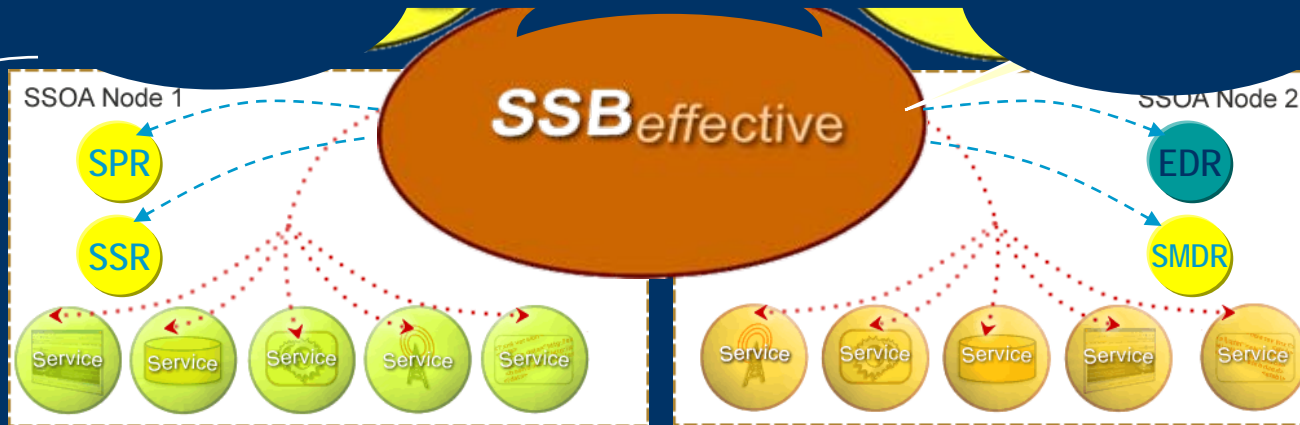 SSOA Node 1
SSOA Node 2
SSBeffective
SPR
EDR
SSR
SMDR
Service
Service
Service
Service
Service
Service
Service
Service
Service
Service